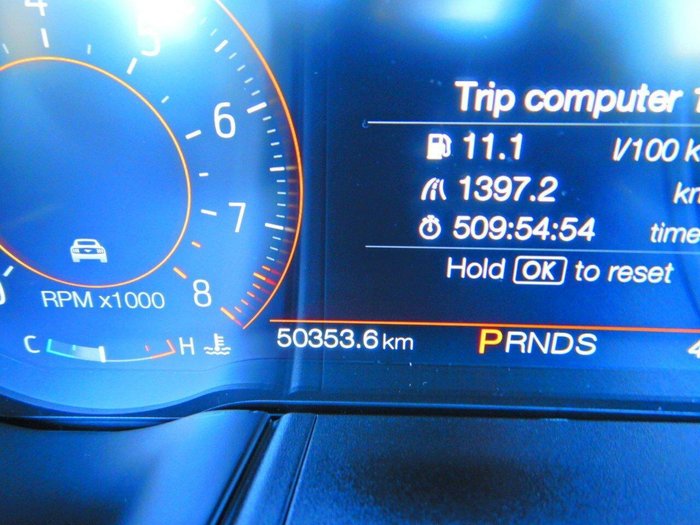 4
5
6
7
8
RPM x1000
C H
50353.6 km
Trip computer
11.1 l/100
1397.2
509:54:54 time
Hold OK to reset
PRNDS